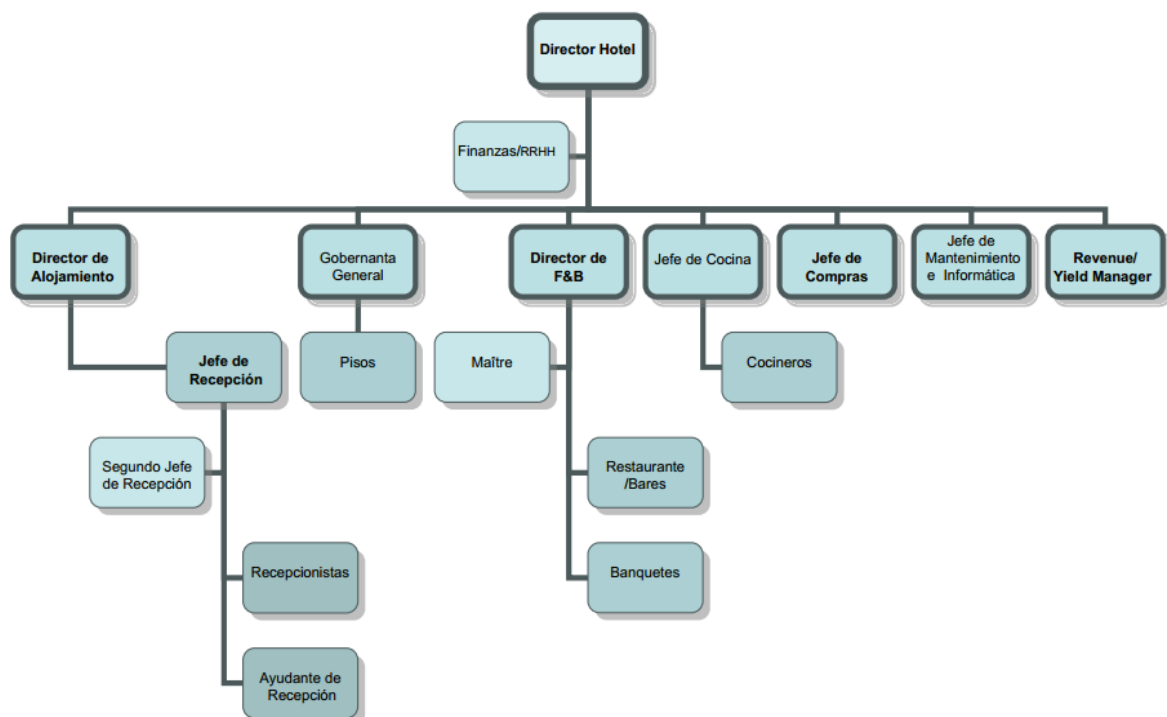 Director Hotel
Finanzas/RRHH
Director de
Alojamiento
Gobernanta
General
Director de
F&B
Jefe de Cocina
Jefe de
Compras
Jefe de
Mantenimiento
e Informática
Revenue/
Yield Manager
Jefe de
Recepción
Pisos
Maître
Cocineros
Segundo Jefe
de Recepción
Restaurante
/Bares
Recepcionistas
Banquetes
Ayudante de
Recepción